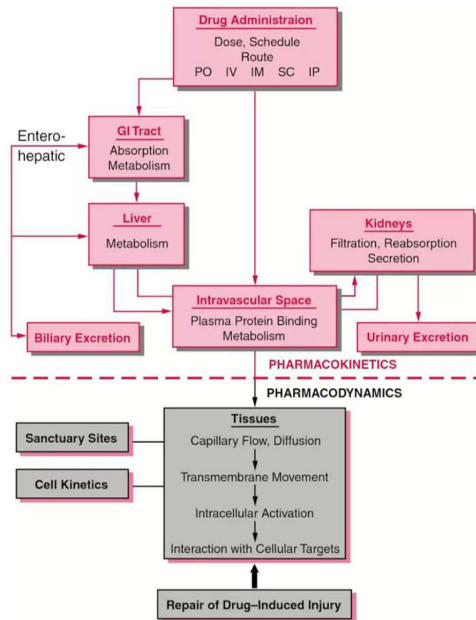 Drug Administraion
Dose, Schedule
Route
PO IV IM SC IP
Entero-
hepatic
GI Tract
Absorption
Metabolism
Liver
Metabolism
Kidneys
Filtration, Reabsorption
Secretion
Intravascular Space
Plasma Protein Binding
Metabolism
Biliary Excretion
Urinary Excretion
PHARMACOKINETICS
PHARMACODYNAMICS
Tissues
Capillary Flow, Diffusion
Transmembrane Movement
Intracellular Activation
Interaction with Cellular Targets
Sanctuary Sites
Cell Kinetics
Repair of Drug–Induced Injury